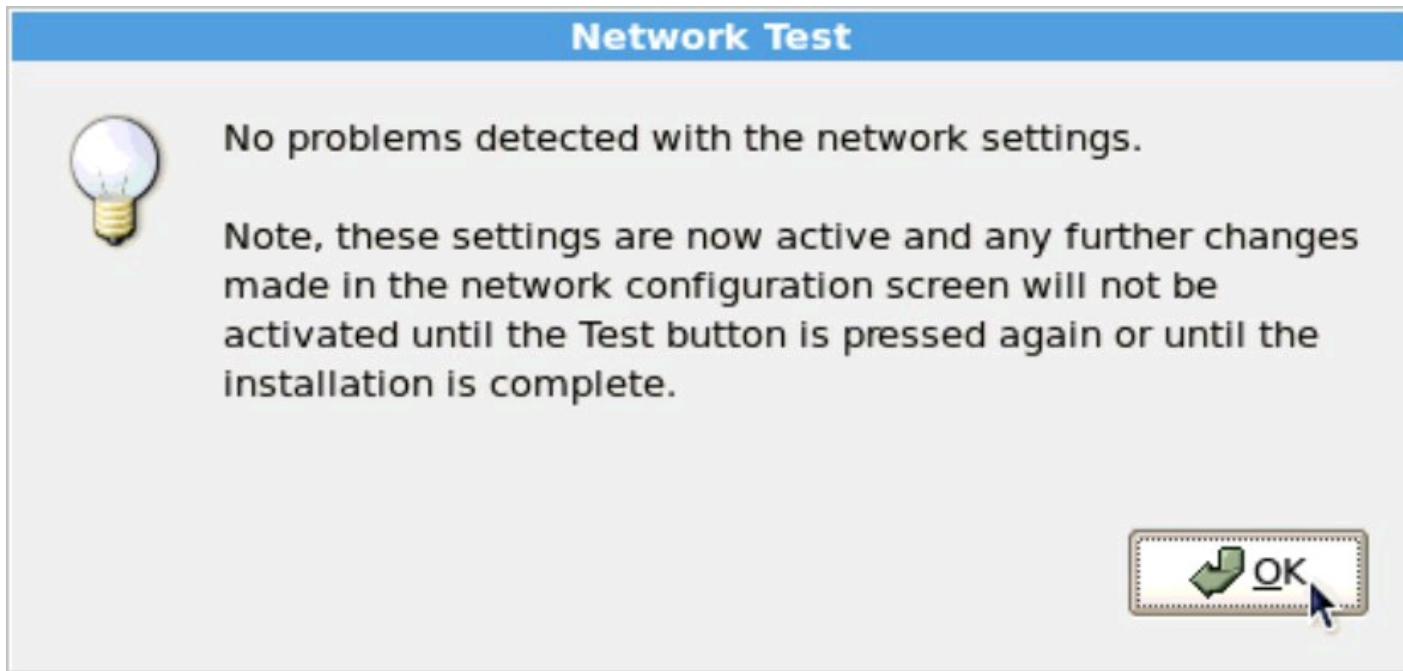 Network Test
No problems detected with the network settings.
Note, these settings are now active and any further changes
made in the network configuration screen will not be
activated until the Test button is pressed again or until the
installation is complete.
OK